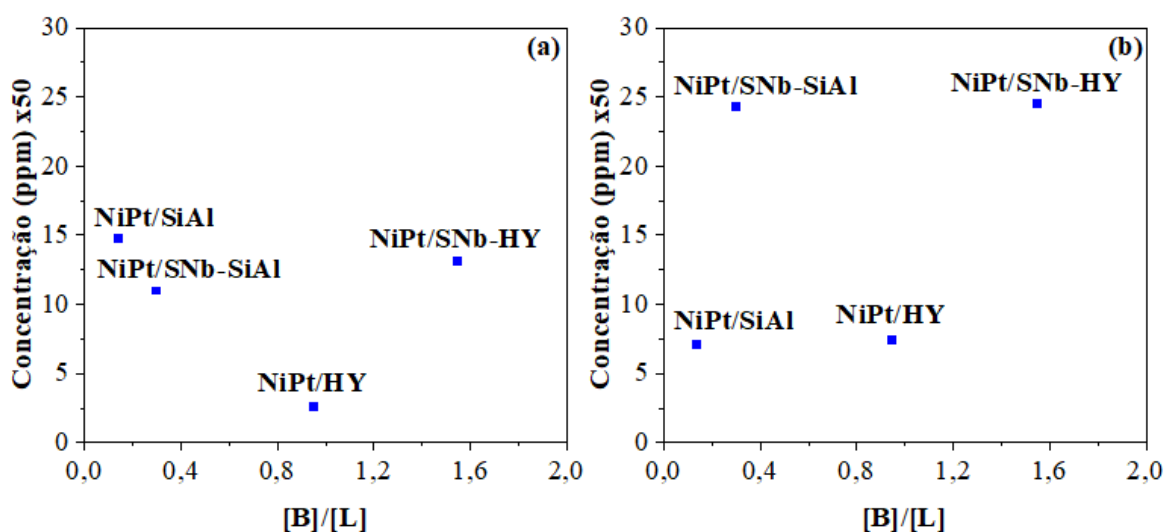 (a)
Concentração (ppm) x50
30
25
20
15
10
5
0
NiPt/SiAl
NiPt/SNb-SiAl
NiPt/SNb-HY
NiPt/HY
0,0 0,4 0,8 1,2 1,6 2,0
[B]/[L]
(b)
Concentração (ppm) x50
30
25
20
15
10
5
0
NiPt/SNb-SiAl
NiPt/SNb-HY
NiPt/SiAl
NiPt/HY
0,0 0,4 0,8 1,2 1,6 2,0
[B]/[L]